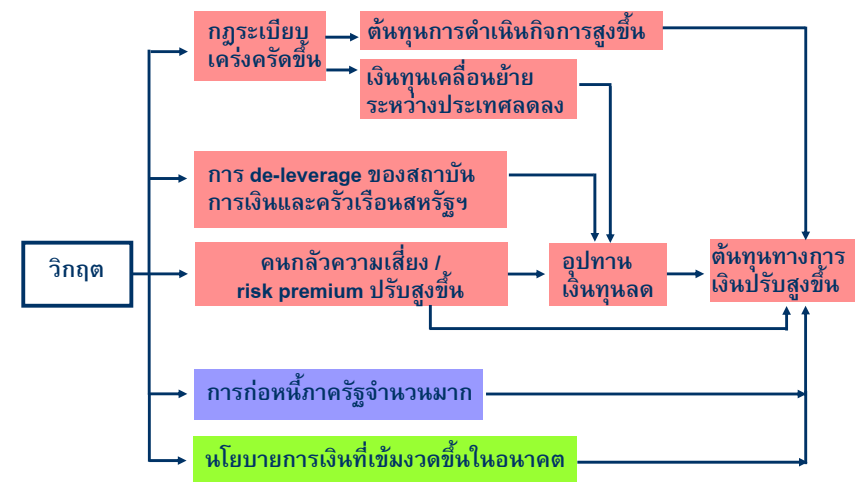 กฎระเบียบ
เคร่งครัดขึ้น
ต้นทุนการดำเนินกิจการสูงขึ้น
เงินทุนเคลื่อนย้าย
ระหว่างประเทศลดลง
การ de-leverage ของสถาบัน
การเงินและครัวเรือนสหรัฐฯ
วิกฤต
คนกลัวความเสี่ยง /
risk premium ปรับสูงขึ้น
อุปทาน
เงินทุนลด
ต้นทุนทางการ
เงินปรับสูงขึ้น
การก่อหนี้ภาครัฐจำนวนมาก
นโยบายการเงินที่เข้มงวดขึ้นในอนาคต